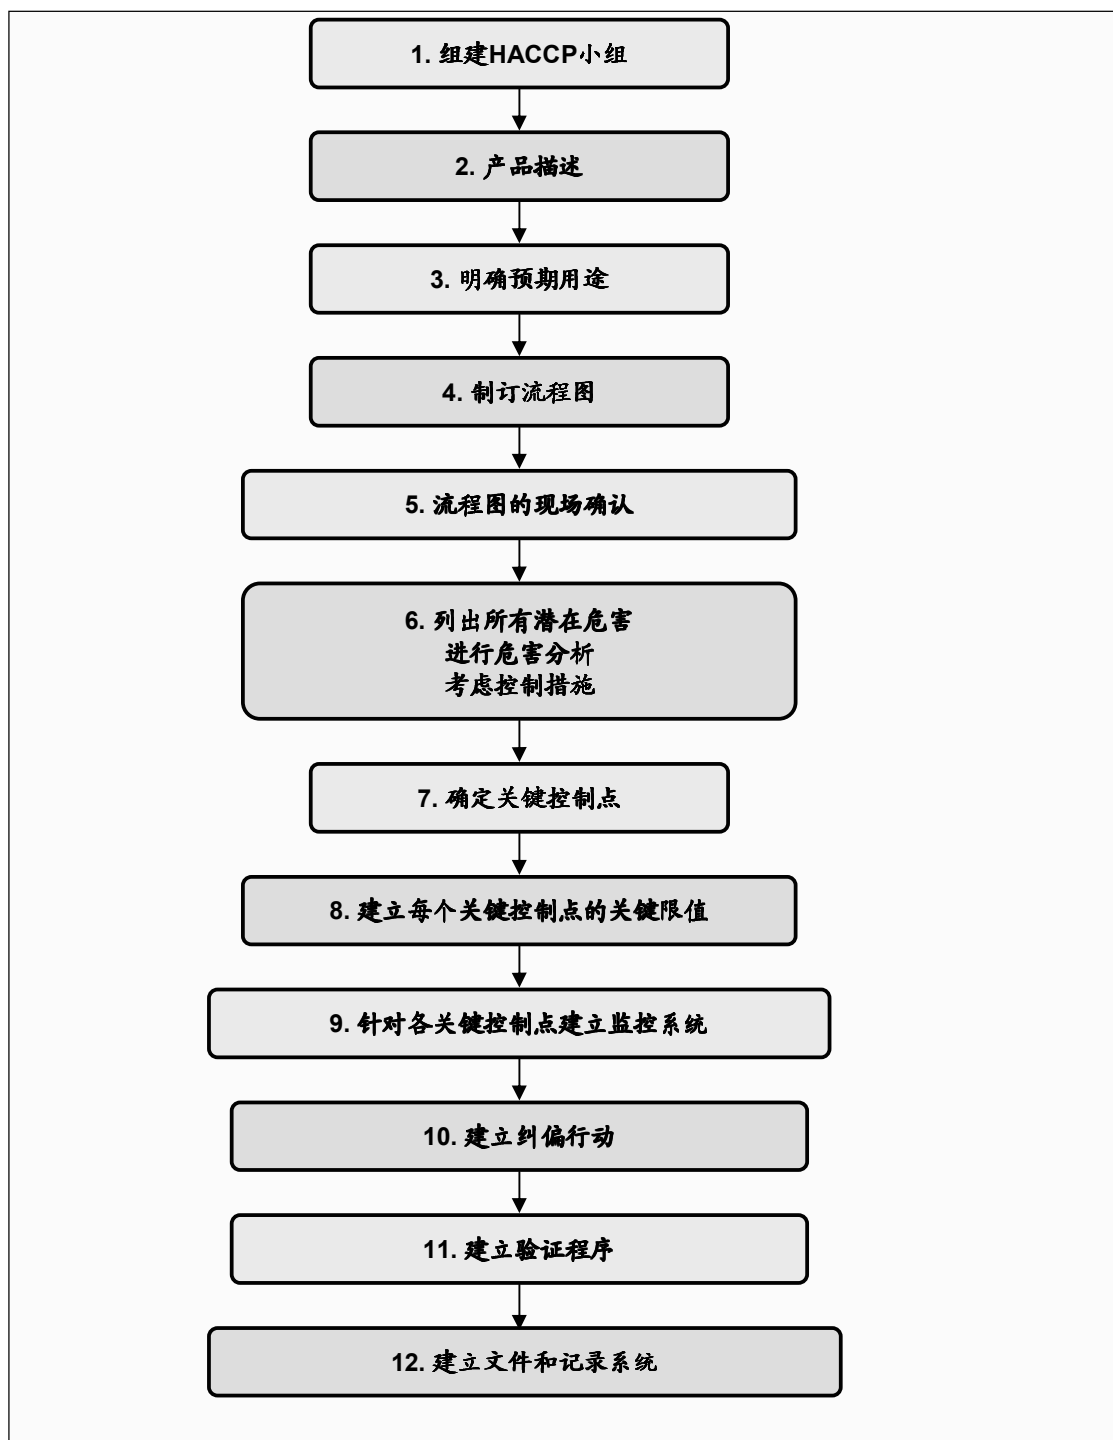 1. 组建HACCP小组
2. 产品描述
3. 明确预期用途
4. 制订流程图
5. 流程图的现场确认
6. 列出所有潜在危害
进行危害分析
考虑控制措施
7. 确定关键控制点
8. 建立每个关键控制点的关键限值
9. 针对各关键控制点建立监控系统
10. 建立纠偏行动
11. 建立验证程序
12. 建立文件和记录系统